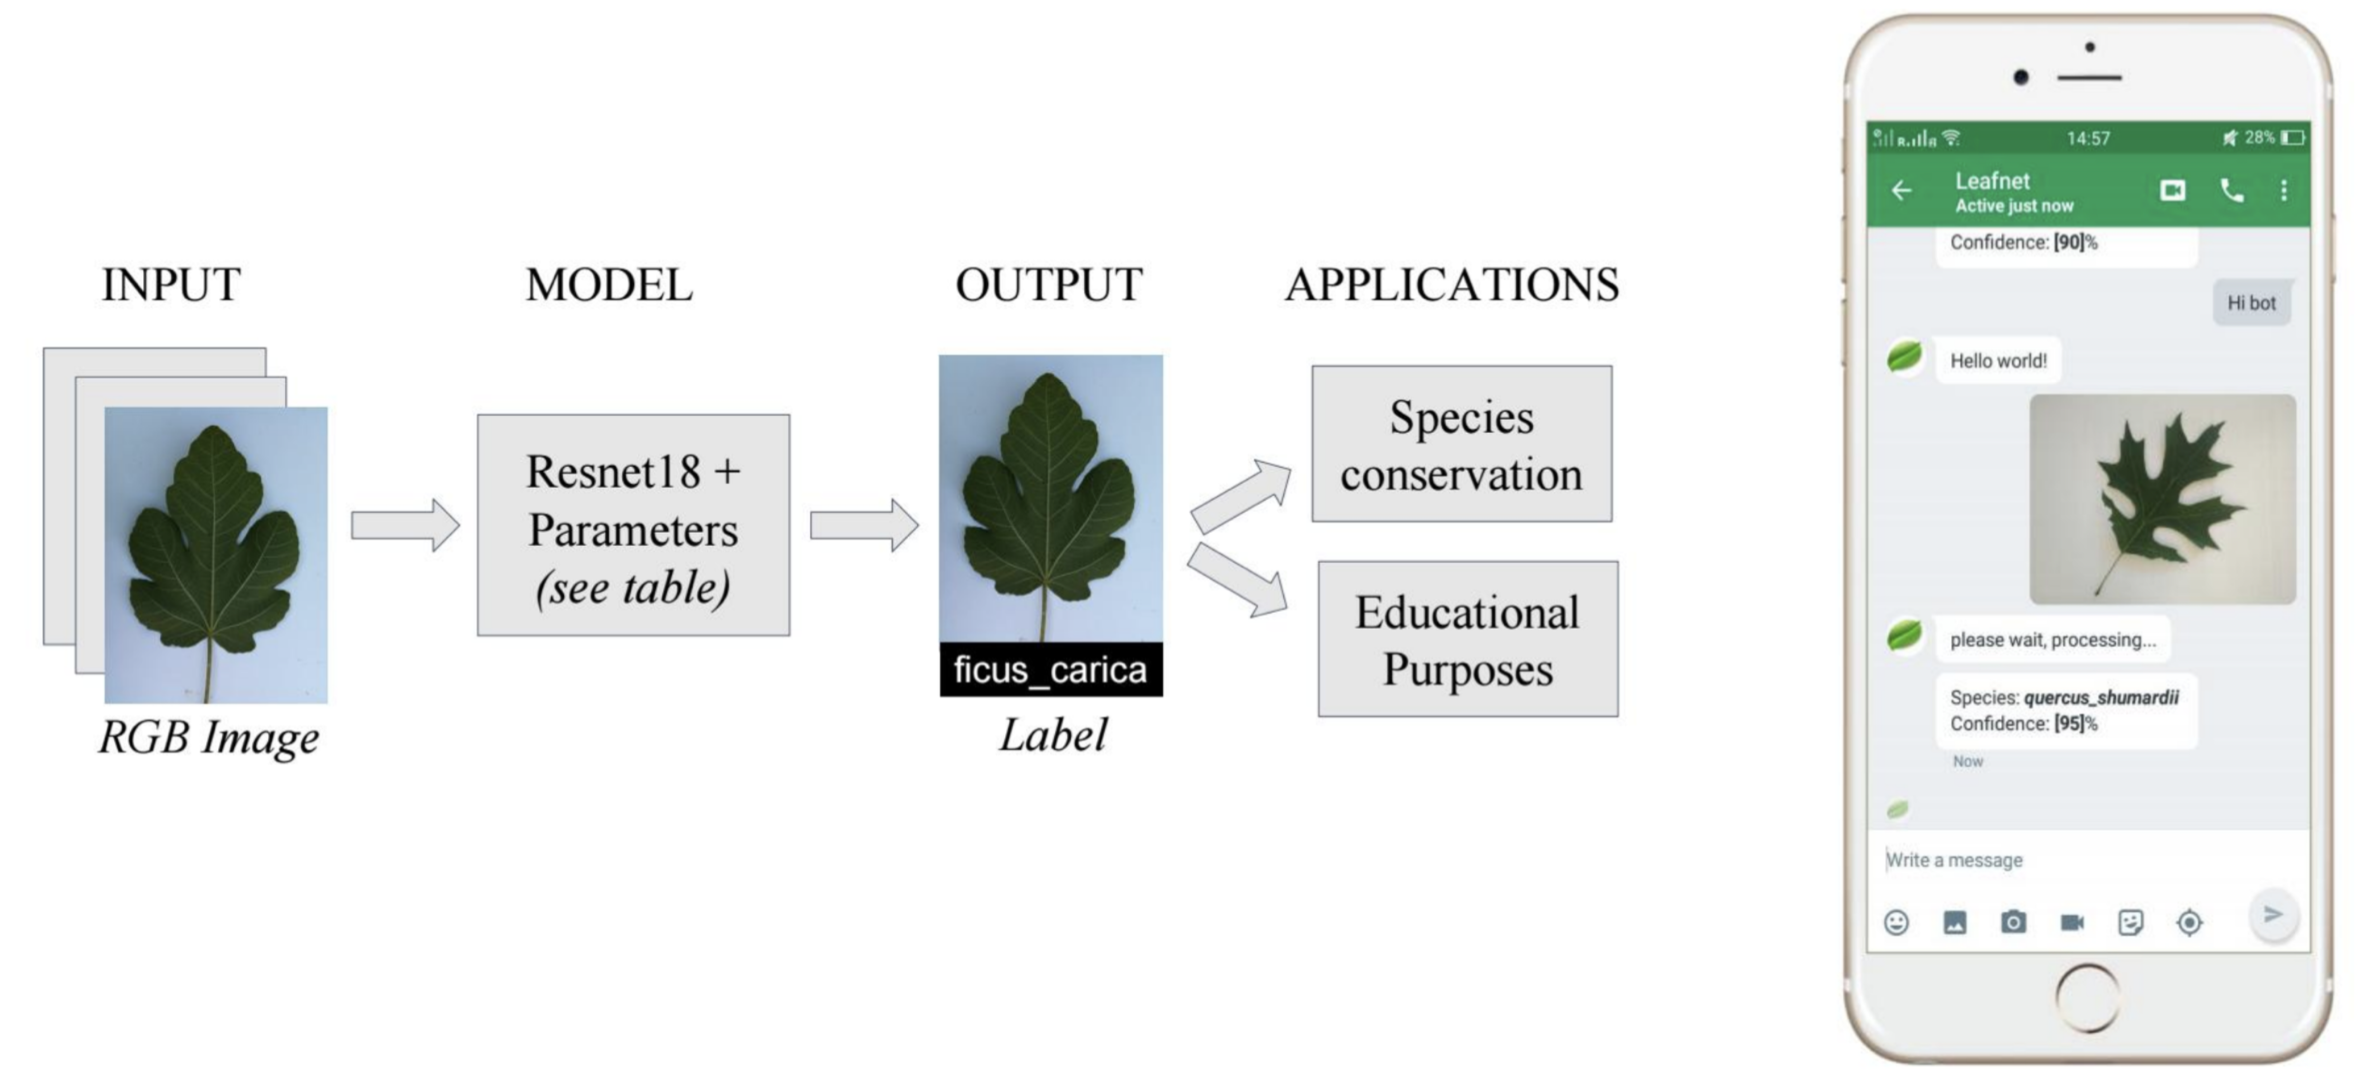 INPUT
MODEL
OUTPUT
APPLICATIONS
Resnet18 +
Parameters
(see table)
Species
conservation
Educational
Purposes
ficus_carica
RGB Image
Label
14:57
28%
Leafnet
Active just now
Confidence: [90]%
Hi bot
Hello world!
please wait, processing...
Species: quercus_shumardii
Confidence: [95]%
Now
Write a message